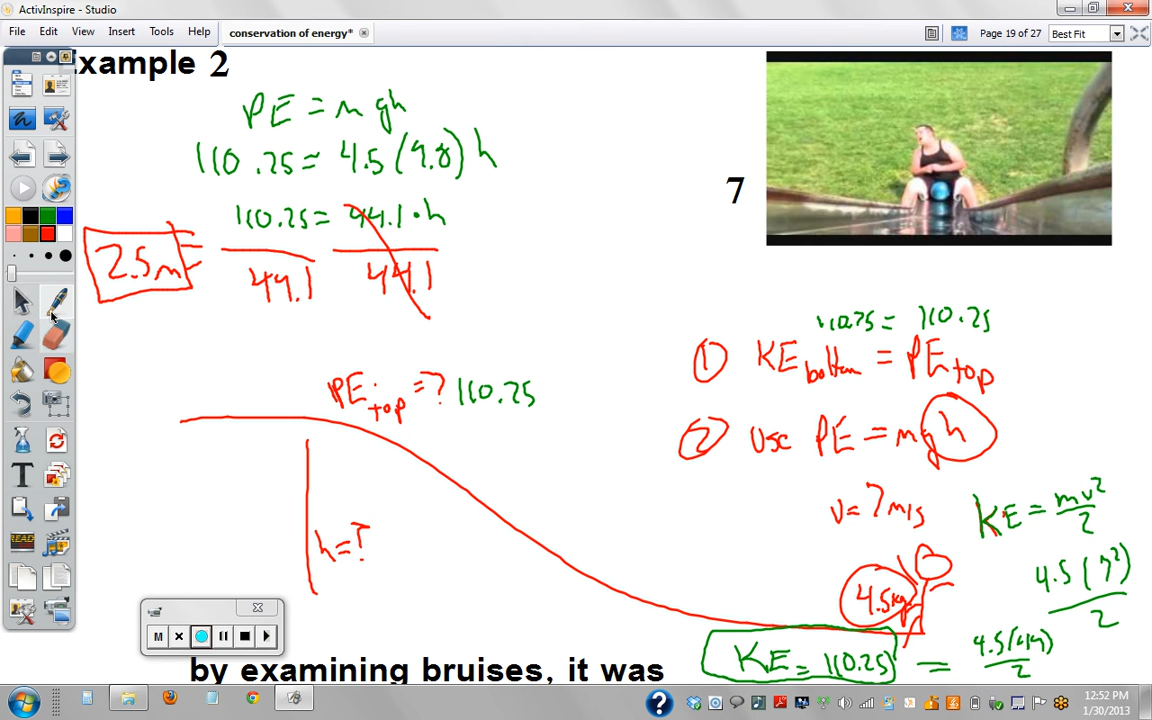 ActivInspire - Studio
File Edit View Insert Tools Help conservation of energy* Page 19 of 27 Best Fit
Example 2
PE = mgh
110.25 = 4.5 (9.8) h
110.25 = 44.1 · h
2.5m = 44.1 44.1
7
110.25 = 110.25
① KE bottom = PE top
PE top = ? 110.25
② use PE = mgh
v = 7 m/s KE = mv²/2
h = ?
4.5 (7²)/2
4.5 kg
KE = 110.25 = 4.5(49)/2
M
by examining bruises, it was
READ
T
12:52 PM
1/30/2013